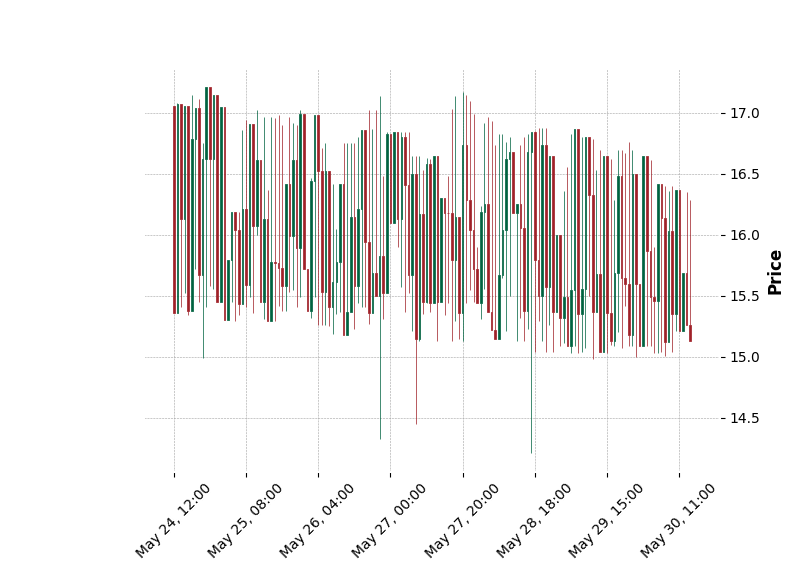 17.0
16.5
16.0
15.5
15.0
14.5
Price
May 24, 12:00
May 25, 08:00
May 26, 04:00
May 27, 00:00
May 27, 20:00
May 28, 18:00
May 29, 15:00
May 30, 11:00